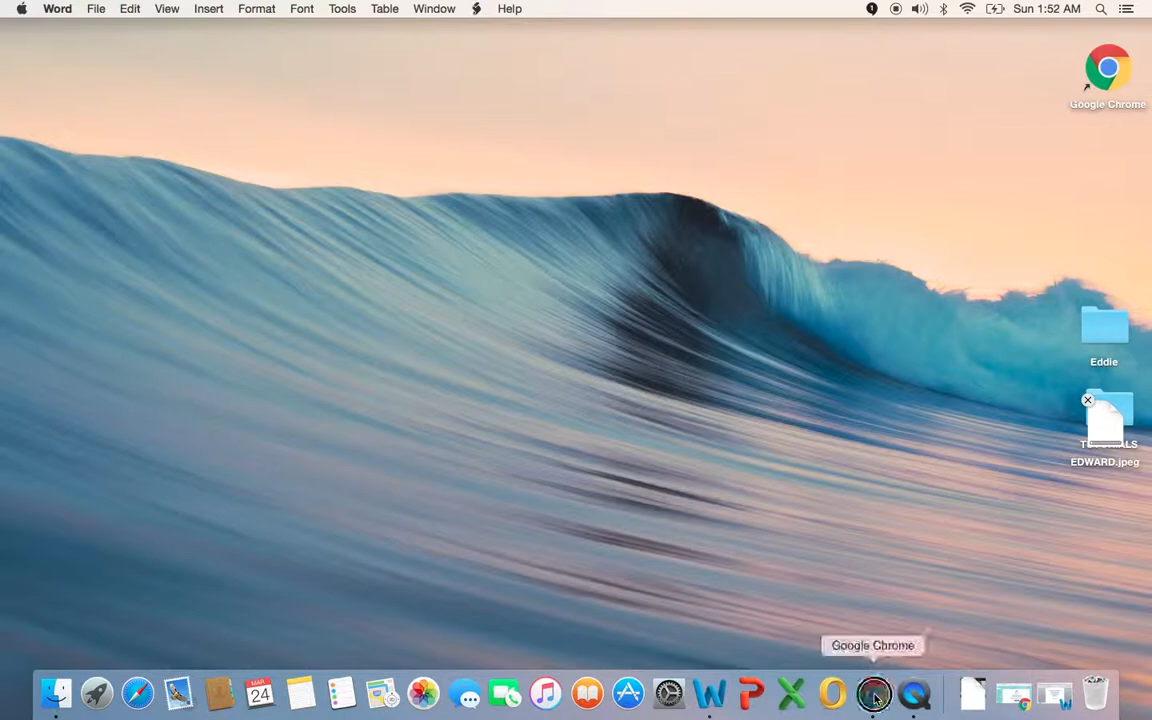 Word File Edit View Insert Format Font Tools Table Window Help Sun 1:52 AM
Google Chrome
Eddie
EDWARD.jpeg
Google Chrome
MAR
24